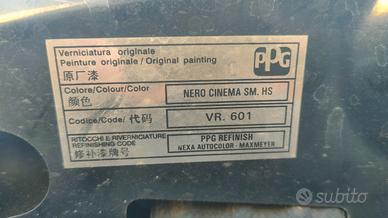 Verniciatura originale
Peinture originale / Original painting
原厂漆
PPG
Colore/Colour/Color
颜色
NERO CINEMA SM. HS
Codice/Code/ 代码
VR. 601
RITOCCHI E RIVERNICIATURE
REFINISHING CODE
修补漆牌号
PPG REFINISH
NEXA AUTOCOLOR - MAXMEYER
subito